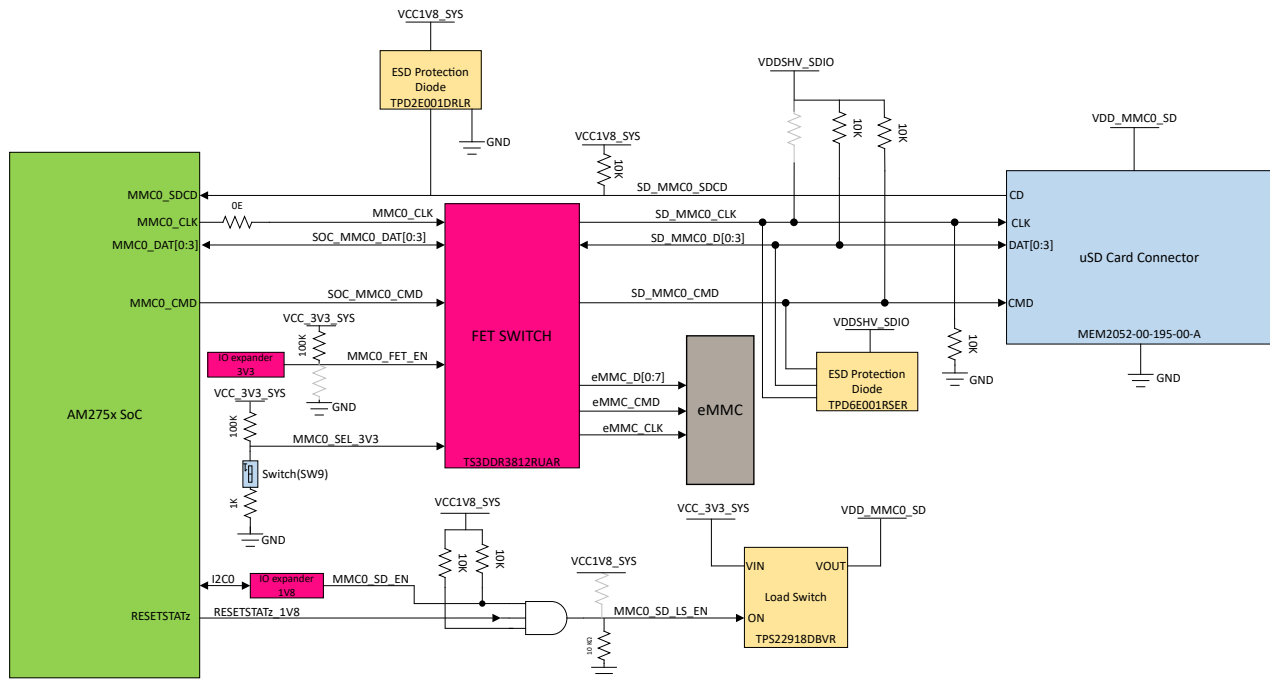 VCC1V8_SYS
ESD Protection
Diode
TPD2E001DRLR
GND
VDDSHV_SDIO
10K
10K
VCC1V8_SYS
10K
VDD_MMC0_SD
AM275x SoC
MMC0_SDCD
SD_MMC0_SDCD
CD
MMC0_CLK
0E
MMC0_CLK
SD_MMC0_CLK
CLK
MMC0_DAT[0:3]
SOC_MMC0_DAT[0:3]
SD_MMC0_D[0:3]
DAT[0:3]
uSD Card Connector
MMC0_CMD
SOC_MMC0_CMD
SD_MMC0_CMD
CMD
MEM2052-00-195-00-A
GND
10K
GND
FET SWITCH
TS3DDR3812RUAR
VCC_3V3_SYS
100K
IO expander
3V3
MMC0_FET_EN
GND
VCC_3V3_SYS
100K
MMC0_SEL_3V3
Switch(SW9)
1K
GND
eMMC_D[0:7]
eMMC_CMD
eMMC_CLK
eMMC
VDDSHV_SDIO
ESD Protection
Diode
TPD6E001RSER
VCC1V8_SYS
10K
10K
I2C0
IO expander
1V8
MMC0_SD_EN
RESETSTATz
RESETSTATz_1V8
VCC1V8_SYS
MMC0_SD_LS_EN
10 KΩ
VCC_3V3_SYS
VDD_MMC0_SD
VIN
VOUT
Load Switch
ON
TPS22918DBVR